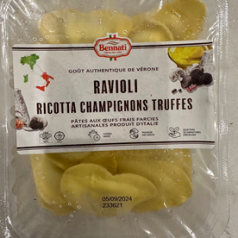 Bennati
GOÛT AUTHENTIQUE DE VÉRONE
RAVIOLI
RICOTTA CHAMPIGNONS TRUFFES
PÂTES AUX ŒUFS FRAIS FARCIES
ARTISANALES PRODUIT D'ITALIE
05/09/2024
233621